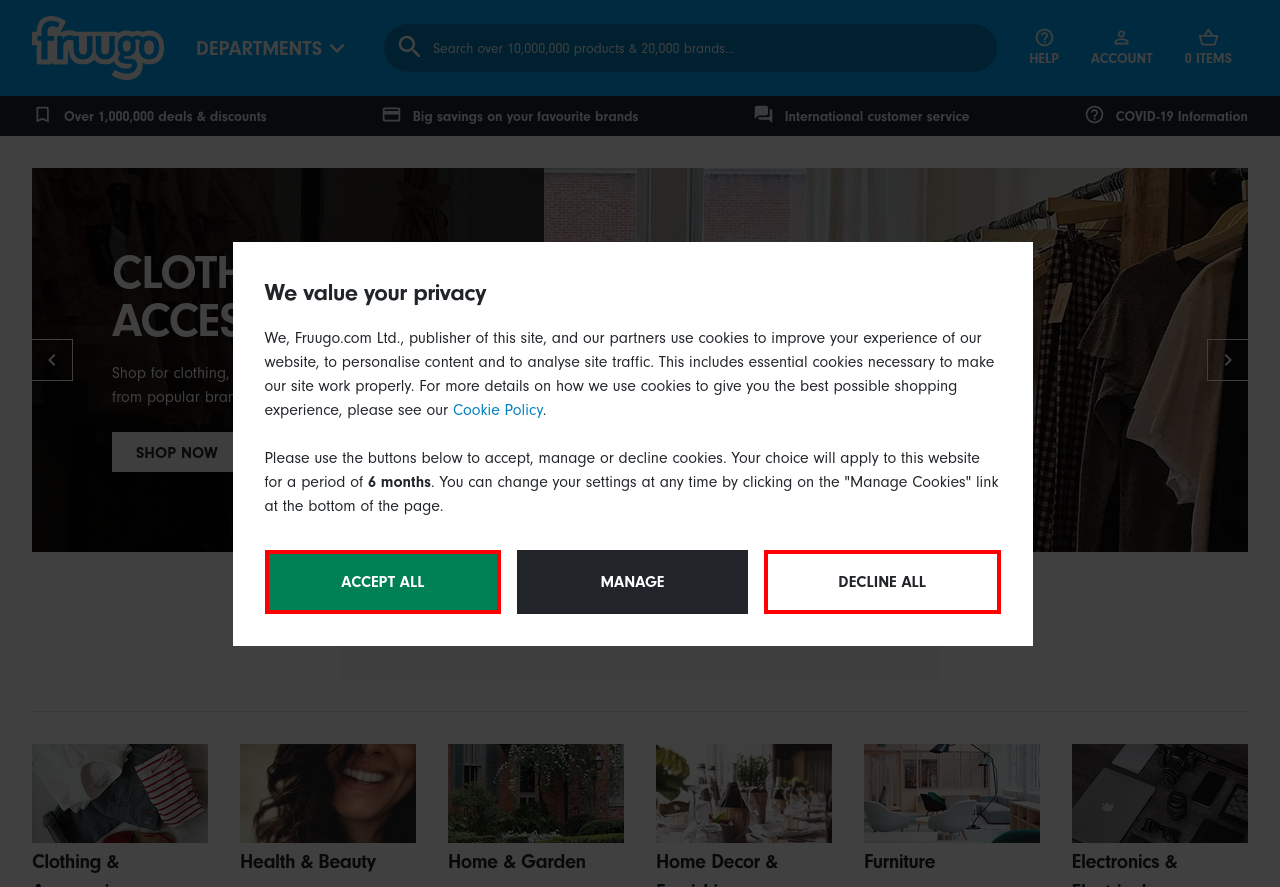 fruugo
DEPARTMENTS
Search over 10,000,000 products & 20,000 brands...
HELP
ACCOUNT
0 ITEMS
Over 1,000,000 deals & discounts
Big savings on your favourite brands
International customer service
COVID-19 Information
CLOTH
ACCES
Shop for clothing,
from popular bran
SHOP NOW
We value your privacy
We, Fruugo.com Ltd., publisher of this site, and our partners use cookies to improve your experience of our
website, to personalise content and to analyse site traffic. This includes essential cookies necessary to make
our site work properly. For more details on how we use cookies to give you the best possible shopping
experience, please see our Cookie Policy.
Please use the buttons below to accept, manage or decline cookies. Your choice will apply to this website
for a period of 6 months. You can change your settings at any time by clicking on the "Manage Cookies" link
at the bottom of the page.
ACCEPT ALL
MANAGE
DECLINE ALL
Clothing &
Health & Beauty
Home & Garden
Home Decor &
Furniture
Electronics &